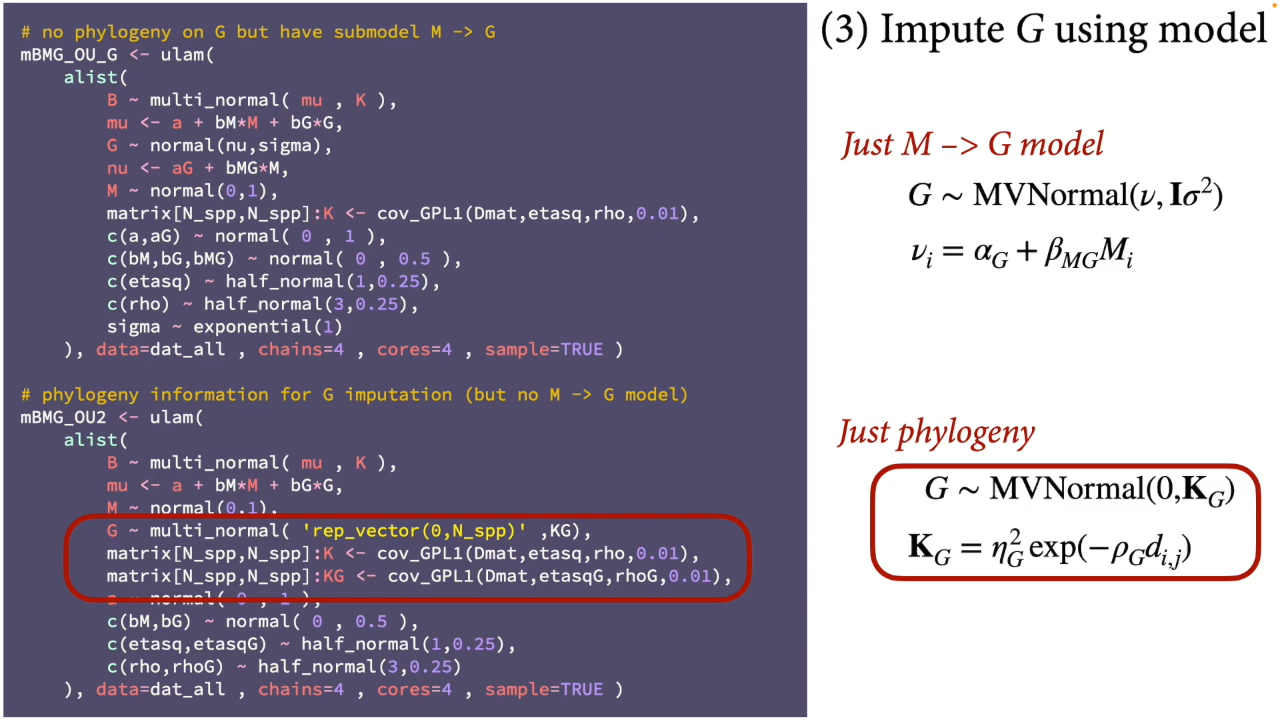 # no phylogeny on G but have submodel M -> G
mBMG_OU_G <- ulam(
alist(
B ~ multi_normal( mu , K ),
mu <- a + bM*M + bG*G,
G ~ normal(nu,sigma),
nu <- aG + bMG*M,
M ~ normal(0,1),
matrix[N_spp,N_spp]:K <- cov_GPL1(Dmat,etasq,rho,0.01),
c(a,aG) ~ normal( 0 , 1 ),
c(bM,bG,bMG) ~ normal( 0 , 0.5 ),
c(etasq) ~ half_normal(1,0.25),
c(rho) ~ half_normal(3,0.25),
sigma ~ exponential(1)
), data=dat_all , chains=4 , cores=4 , sample=TRUE )
# phylogeny information for G imputation (but no M -> G model)
mBMG_OU2 <- ulam(
alist(
B ~ multi_normal( mu , K ),
mu <- a + bM*M + bG*G,
M ~ normal(0,1),
G ~ multi_normal( 'rep_vector(0,N_spp)' ,KG),
matrix[N_spp,N_spp]:K <- cov_GPL1(Dmat,etasq,rho,0.01),
matrix[N_spp,N_spp]:KG <- cov_GPL1(Dmat,etasqG,rhoG,0.01),
a ~ normal( 0 , 1 ),
c(bM,bG) ~ normal( 0 , 0.5 ),
c(etasq,etasqG) ~ half_normal(1,0.25),
c(rho,rhoG) ~ half_normal(3,0.25)
), data=dat_all , chains=4 , cores=4 , sample=TRUE )
(3) Impute G using model
Just M –> G model
G ∼ MVNormal(ν, Iσ²)
νᵢ = α_G + β_MG Mᵢ
Just phylogeny
G ∼ MVNormal(0,K_G)
K_G = η²_G exp(−ρ_G d_i,j)